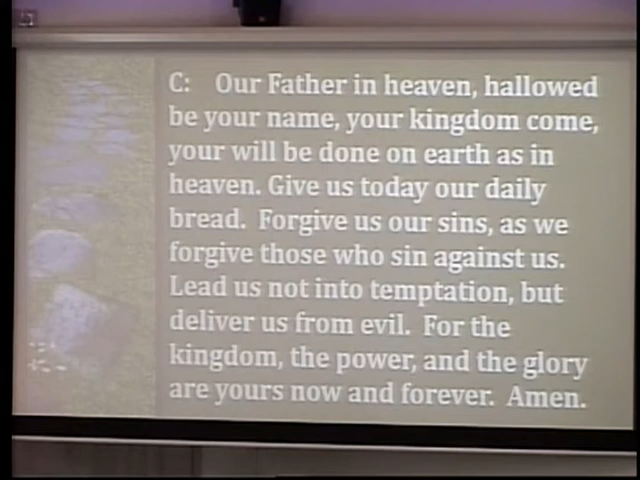 C: Our Father in heaven, hallowed
be your name, your kingdom come,
your will be done on earth as in
heaven. Give us today our daily
bread. Forgive us our sins, as we
forgive those who sin against us.
Lead us not into temptation, but
deliver us from evil. For the
kingdom, the power, and the glory
are yours now and forever. Amen.